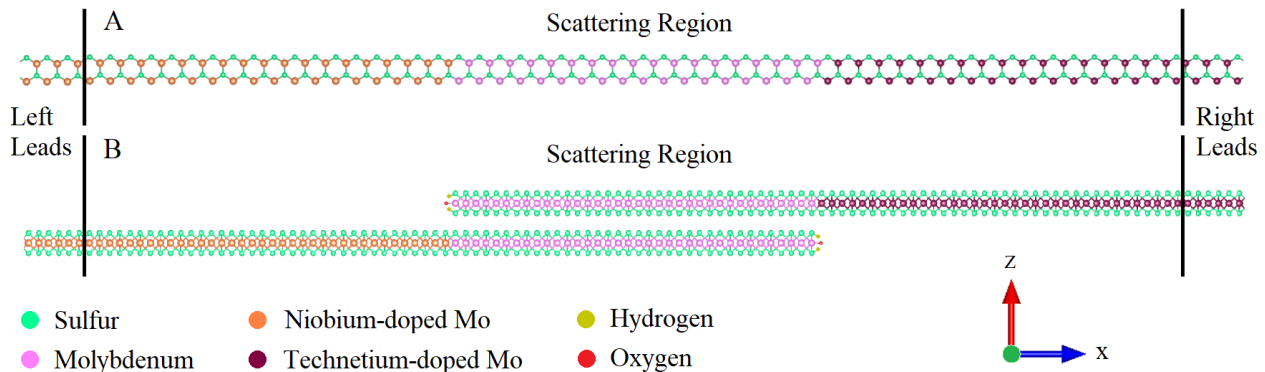 A
Scattering Region
Left
Leads
Right
Leads
B
Scattering Region
Sulfur
Niobium-doped Mo
Hydrogen
Molybdenum
Technetium-doped Mo
Oxygen
z
x